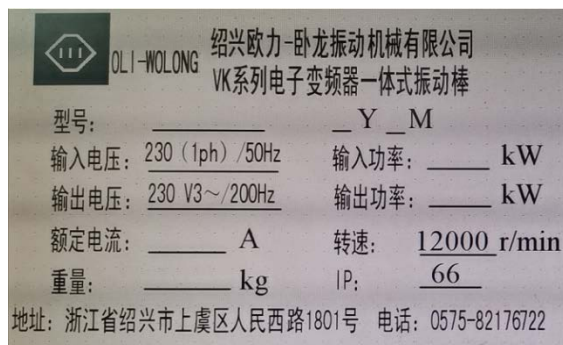 OLI-WOLONG 绍兴欧力-卧龙振动机械有限公司
VK系列电子变频器一体式振动棒
型号: ________ _Y_M
输入电压: 230 (1ph) /50Hz 输入功率: ____ kW
输出电压: 230 V3~/200Hz 输出功率: ____ kW
额定电流: ____ A 转速: 12000 r/min
重量: ____ kg IP: 66
地址: 浙江省绍兴市上虞区人民西路1801号 电话: 0575-82176722